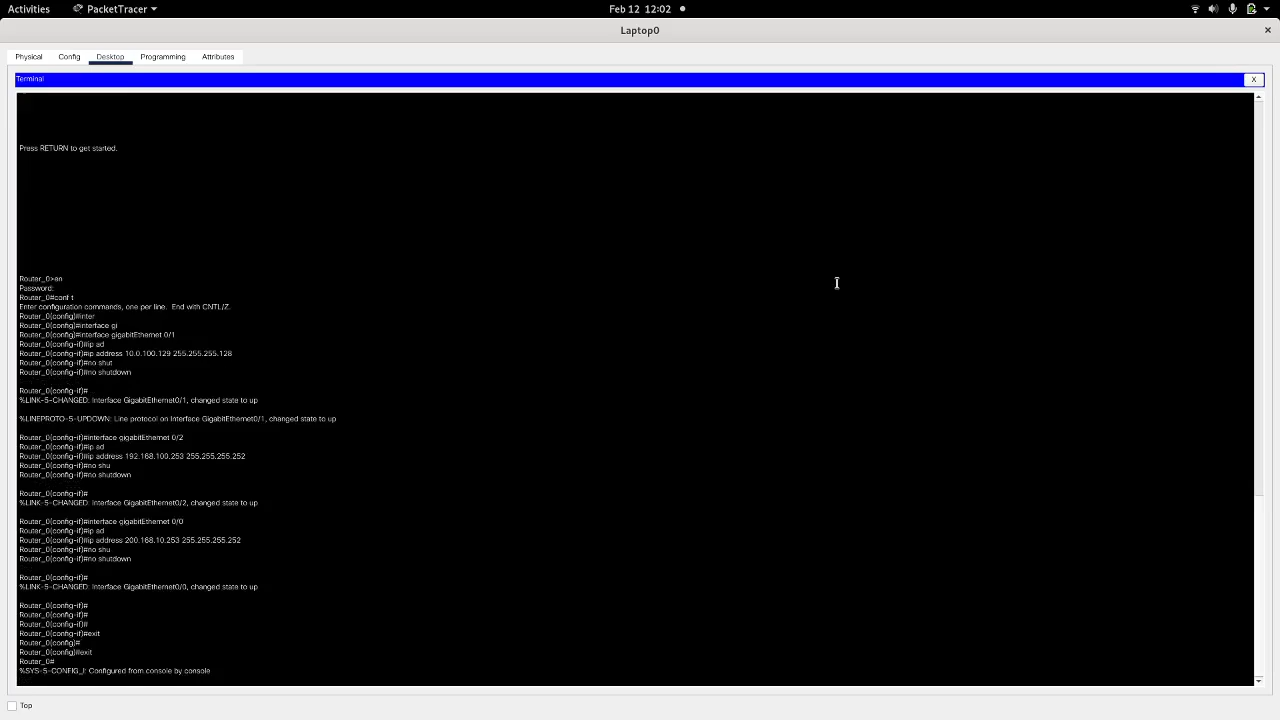 Activities
PacketTracer
Feb 12 12:02
Laptop0
Physical
Config
Desktop
Programming
Attributes
Terminal
X
Press RETURN to get started.
Router_0>en
Password:
Router_0#conf t
Enter configuration commands, one per line. End with CNTL/Z.
Router_0(config)#inter
Router_0(config)#interface gi
Router_0(config)#interface gigabitEthernet 0/1
Router_0(config-if)#ip ad
Router_0(config-if)#ip address 10.0.100.129 255.255.255.128
Router_0(config-if)#no shut
Router_0(config-if)#no shutdown
Router_0(config-if)#
%LINK-5-CHANGED: Interface GigabitEthernet0/1, changed state to up
%LINEPROTO-5-UPDOWN: Line protocol on Interface GigabitEthernet0/1, changed state to up
Router_0(config-if)#interface gigabitEthernet 0/2
Router_0(config-if)#ip ad
Router_0(config-if)#ip address 192.168.100.253 255.255.255.252
Router_0(config-if)#no shu
Router_0(config-if)#no shutdown
Router_0(config-if)#
%LINK-5-CHANGED: Interface GigabitEthernet0/2, changed state to up
Router_0(config-if)#interface gigabitEthernet 0/0
Router_0(config-if)#ip ad
Router_0(config-if)#ip address 200.168.10.253 255.255.255.252
Router_0(config-if)#no shu
Router_0(config-if)#no shutdown
Router_0(config-if)#
%LINK-5-CHANGED: Interface GigabitEthernet0/0, changed state to up
Router_0(config-if)#
Router_0(config-if)#
Router_0(config-if)#
Router_0(config-if)#exit
Router_0(config)#
Router_0(config)#exit
Router_0#
%SYS-5-CONFIG_I: Configured from console by console
Top